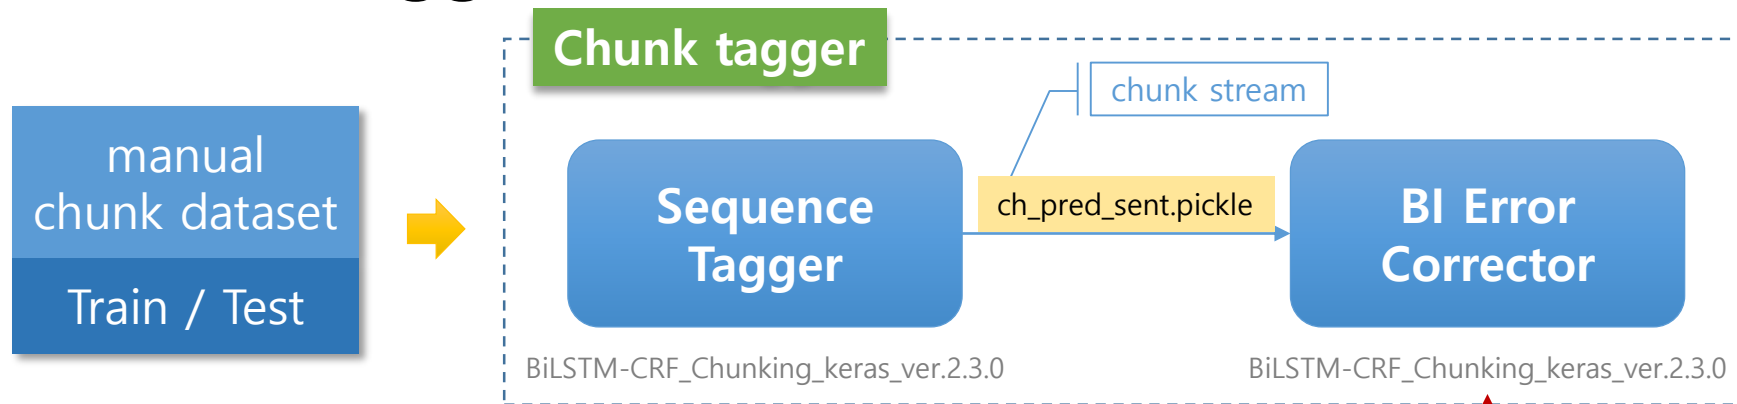 Chunk tagger
chunk stream
manual
chunk dataset
Train / Test
Sequence
Tagger
ch_pred_sent.pickle
BI Error
Corrector
BiLSTM-CRF_Chunking_keras_ver.2.3.0
BiLSTM-CRF_Chunking_keras_ver.2.3.0